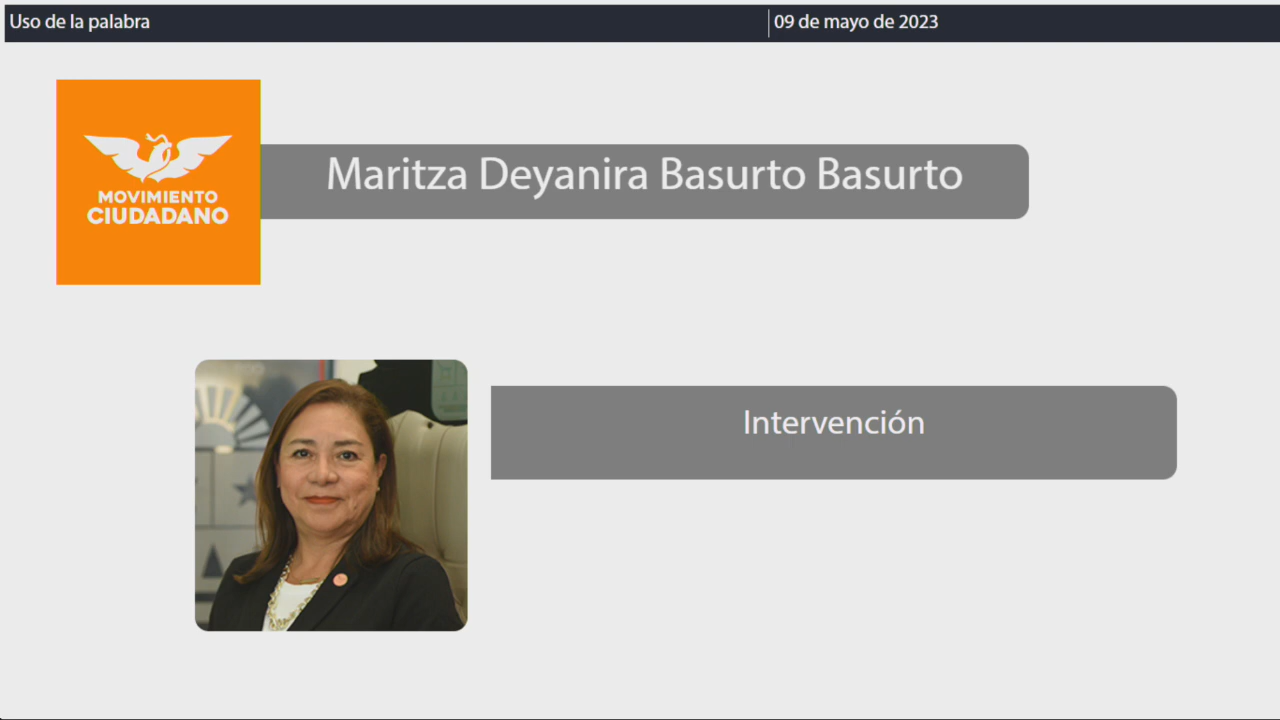 Uso de la palabra
09 de mayo de 2023
MOVIMIENTO
CIUDADANO
Maritza Deyanira Basurto Basurto
Intervención